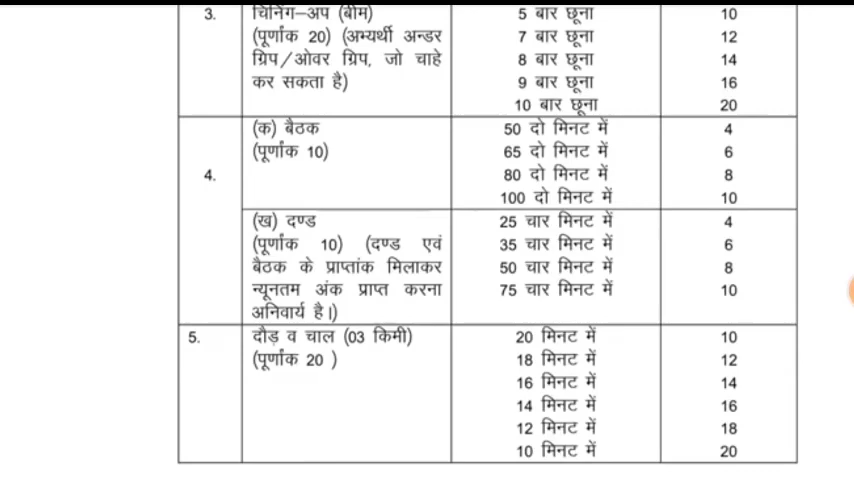 3. चिनिंग–अप (बीम) 5 बार छूना 10
(पूर्णांक 20) (अभ्यर्थी अन्डर 7 बार छूना 12
ग्रिप/ओवर ग्रिप, जो चाहे 8 बार छूना 14
कर सकता है) 9 बार छूना 16
10 बार छूना 20
(क) बैठक 50 दो मिनट में 4
(पूर्णांक 10) 65 दो मिनट में 6
4. 80 दो मिनट में 8
100 दो मिनट में 10
(ख) दण्ड 25 चार मिनट में 4
(पूर्णांक 10) (दण्ड एवं 35 चार मिनट में 6
बैठक के प्राप्तांक मिलाकर 50 चार मिनट में 8
न्यूनतम अंक प्राप्त करना 75 चार मिनट में 10
अनिवार्य है।)
5. दौड़ व चाल (03 किमी) 20 मिनट में 10
(पूर्णांक 20 ) 18 मिनट में 12
16 मिनट में 14
14 मिनट में 16
12 मिनट में 18
10 मिनट में 20